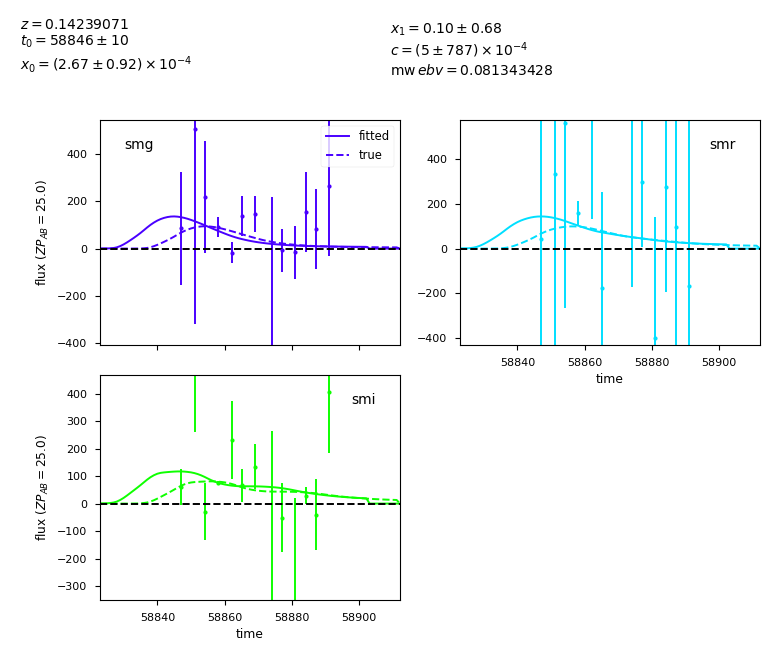 z = 0.14239071
t₀ = 58846 ± 10
x₀ = (2.67 ± 0.92) × 10⁻⁴
x₁ = 0.10 ± 0.68
c = (5 ± 787) × 10⁻⁴
mw ebv = 0.081343428
smg
fitted
true
400
200
0
−200
−400
flux (ZP_AB = 25.0)
smr
400
200
0
−200
−400
58840 58860 58880 58900
time
smi
400
300
200
100
0
−100
−200
−300
flux (ZP_AB = 25.0)
58840 58860 58880 58900
time